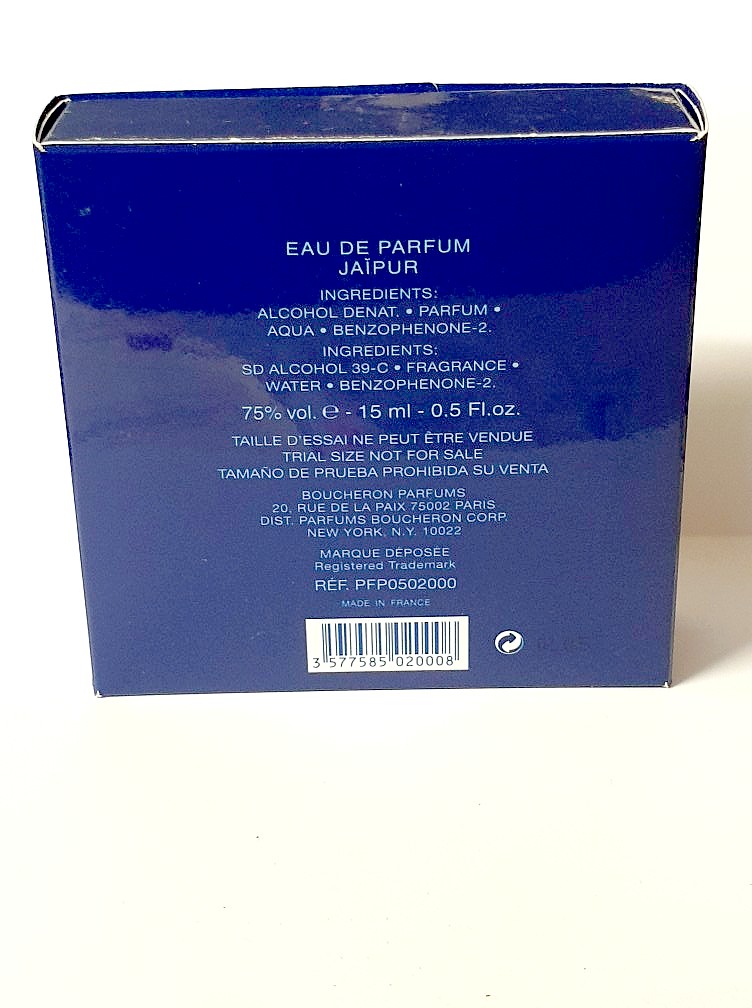 EAU DE PARFUM
JAÏPUR
INGREDIENTS:
ALCOHOL DENAT. • PARFUM •
AQUA • BENZOPHENONE-2.
INGREDIENTS:
SD ALCOHOL 39-C • FRAGRANCE •
WATER • BENZOPHENONE-2.
75% vol. ℮ - 15 ml - 0.5 Fl.oz.
TAILLE D'ESSAI NE PEUT ÊTRE VENDUE
TRIAL SIZE NOT FOR SALE
TAMAÑO DE PRUEBA PROHIBIDA SU VENTA
BOUCHERON PARFUMS
20, RUE DE LA PAIX 75002 PARIS
DIST. PARFUMS BOUCHERON CORP.
NEW YORK, N.Y. 10022
MARQUE DÉPOSÉE
Registered Trademark
RÉF. PFP0502000
MADE IN FRANCE
3 577585 020008